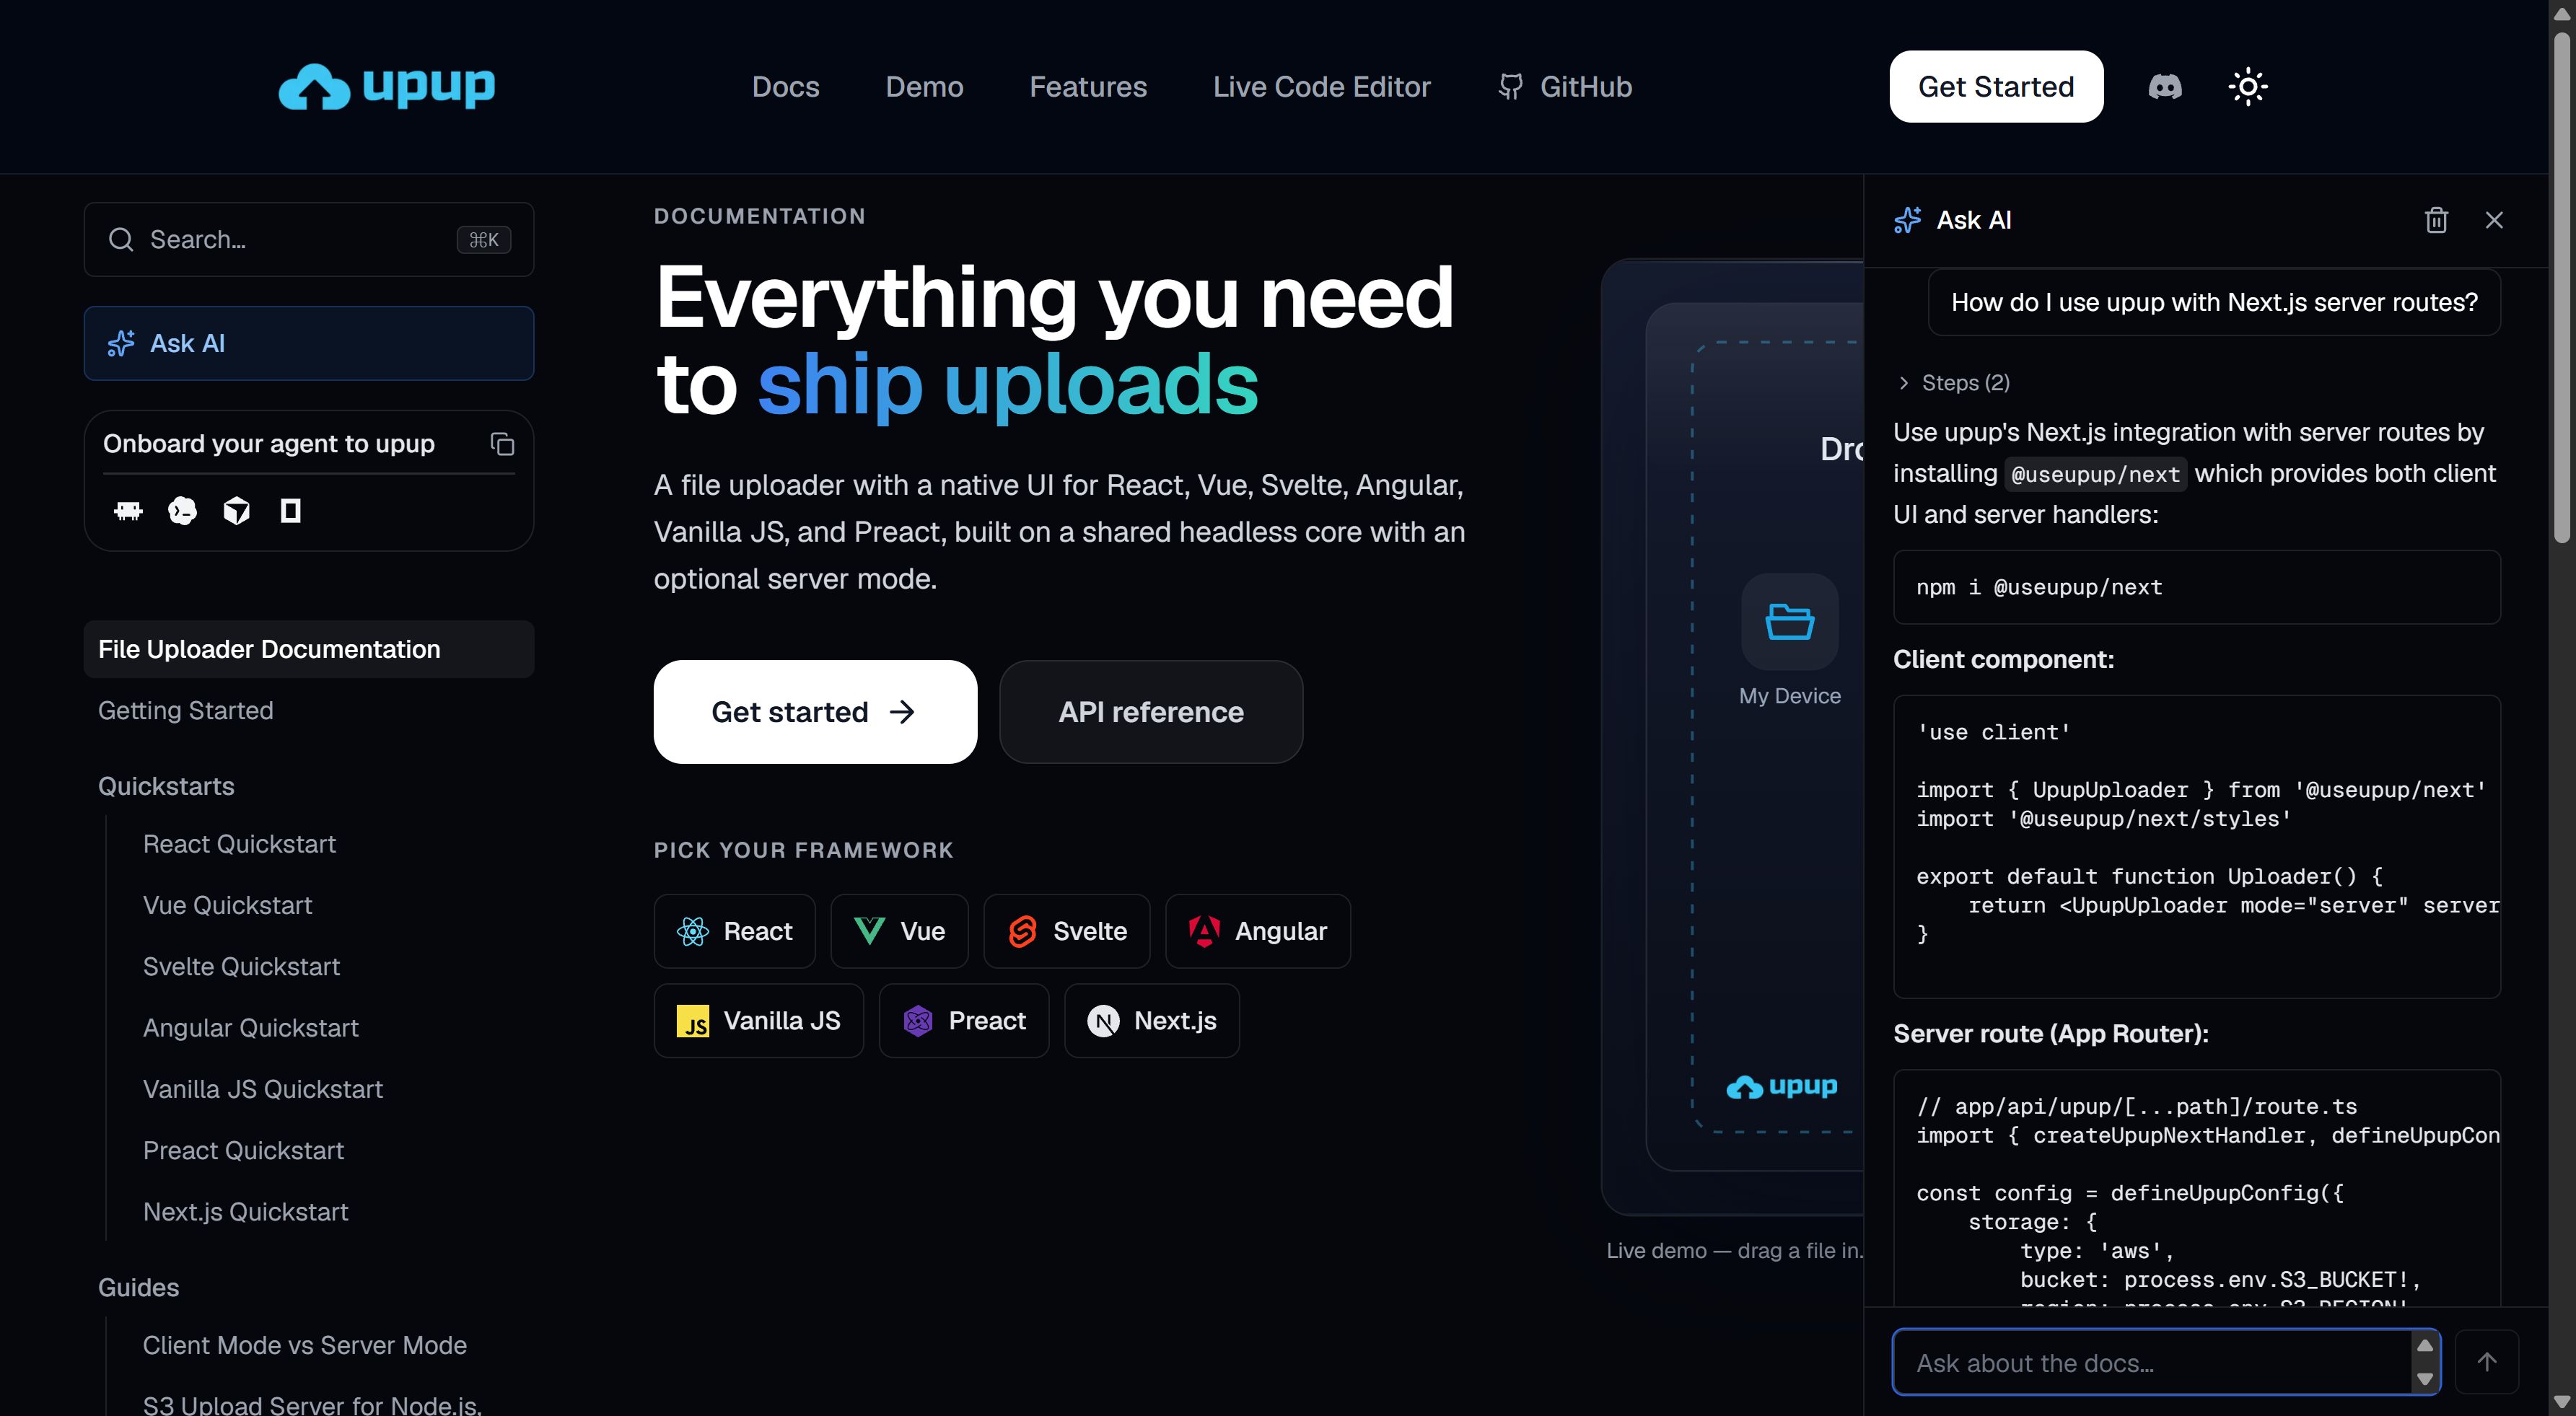 upup
Docs
Demo
Features
Live Code Editor
GitHub
Get Started
Search...
⌘K
Ask AI
Onboard your agent to upup
File Uploader Documentation
Getting Started
Quickstarts
React Quickstart
Vue Quickstart
Svelte Quickstart
Angular Quickstart
Vanilla JS Quickstart
Preact Quickstart
Next.js Quickstart
Guides
Client Mode vs Server Mode
S3 Upload Server for Node.js,
DOCUMENTATION
Everything you need
to ship uploads
A file uploader with a native UI for React, Vue, Svelte, Angular,
Vanilla JS, and Preact, built on a shared headless core with an
optional server mode.
Get started
API reference
PICK YOUR FRAMEWORK
React
Vue
Svelte
Angular
JS Vanilla JS
Preact
N Next.js
Dro
My Device
upup
Live demo — drag a file in.
Ask AI
How do I use upup with Next.js server routes?
Steps (2)
Use upup's Next.js integration with server routes by
installing @useupup/next which provides both client
UI and server handlers:
npm i @useupup/next
Client component:
'use client'
import { UpupUploader } from '@useupup/next'
import '@useupup/next/styles'
export default function Uploader() {
return <UpupUploader mode="server" server
}
Server route (App Router):
// app/api/upup/[...path]/route.ts
import { createUpupNextHandler, defineUpupCon
const config = defineUpupConfig({
storage: {
type: 'aws',
bucket: process.env.S3_BUCKET!,
region: process.env.S3_REGION!
Ask about the docs...